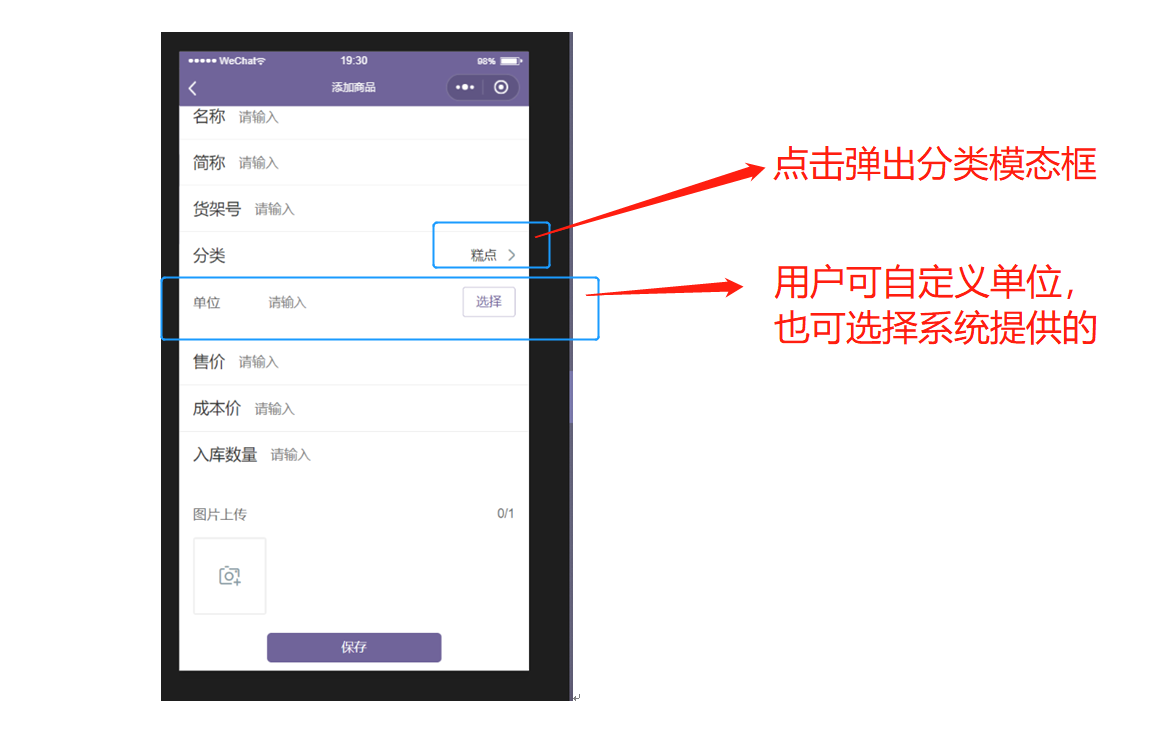 ●●●●● WeChat 19:30 98%
添加商品
名称 请输入
简称 请输入
货架号 请输入
分类 糕点
单位 请输入 选择
售价 请输入
成本价 请输入
入库数量 请输入
图片上传 0/1
保存
点击弹出分类模态框
用户可自定义单位，
也可选择系统提供的